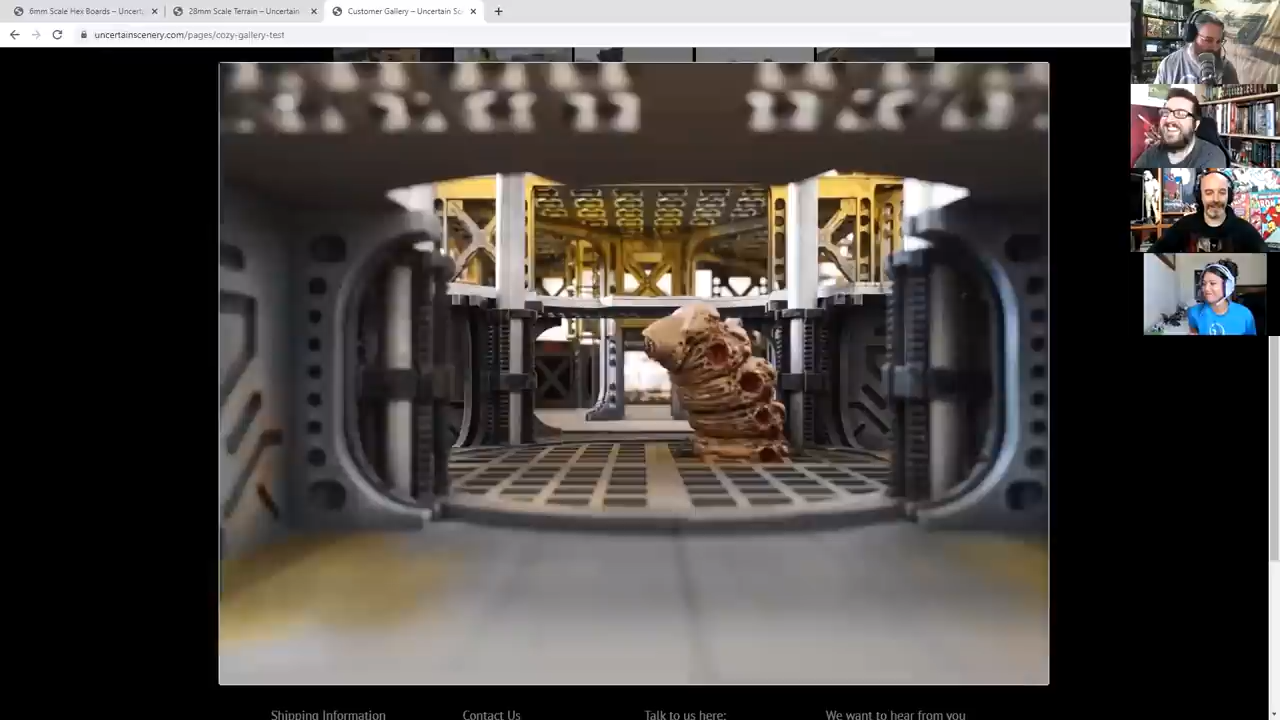 6mm Scale Hex Boards – Uncert
28mm Scale Terrain – Uncertain
Customer Gallery – Uncertain Sc
uncertainscenery.com/pages/cozy-gallery-test
Shipping Information
Contact Us
Talk to us here:
We want to hear from you